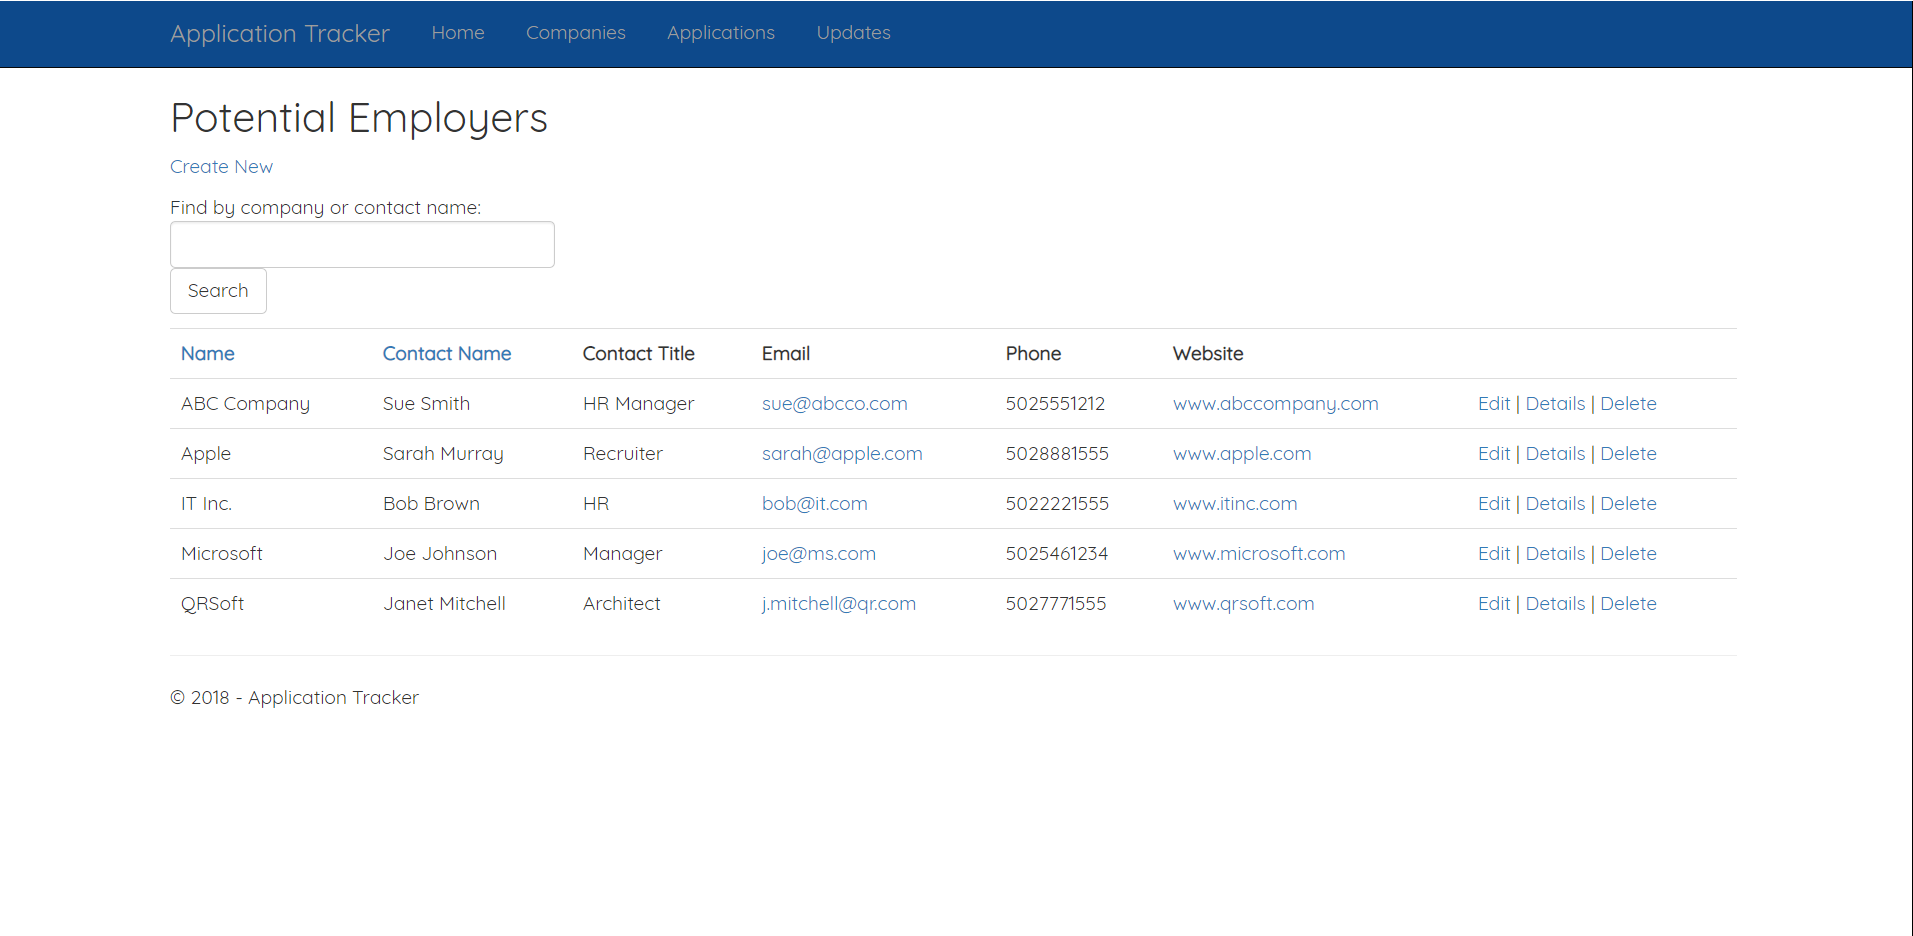 Application Tracker Home Companies Applications Updates
Potential Employers
Create New
Find by company or contact name:
Search
Name Contact Name Contact Title Email Phone Website
ABC Company Sue Smith HR Manager sue@abcco.com 5025551212 www.abccompany.com Edit | Details | Delete
Apple Sarah Murray Recruiter sarah@apple.com 5028881555 www.apple.com Edit | Details | Delete
IT Inc. Bob Brown HR bob@it.com 5022221555 www.itinc.com Edit | Details | Delete
Microsoft Joe Johnson Manager joe@ms.com 5025461234 www.microsoft.com Edit | Details | Delete
QRSoft Janet Mitchell Architect j.mitchell@qr.com 5027771555 www.qrsoft.com Edit | Details | Delete
© 2018 - Application Tracker